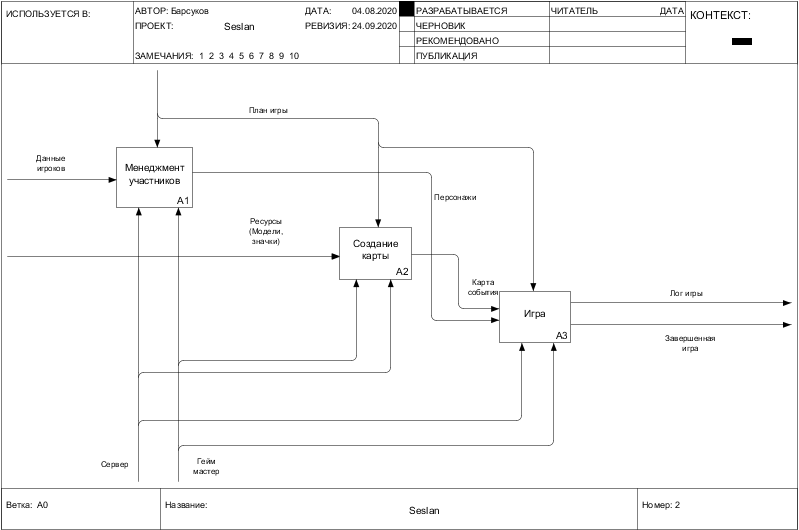 ИСПОЛЬЗУЕТСЯ В:
АВТОР: Барсуков
ДАТА: 04.08.2020
ПРОЕКТ: Seslan
РЕВИЗИЯ: 24.09.2020
ЗАМЕЧАНИЯ: 1 2 3 4 5 6 7 8 9 10
РАЗРАБАТЫВАЕТСЯ
ЧЕРНОВИК
РЕКОМЕНДОВАНО
ПУБЛИКАЦИЯ
ЧИТАТЕЛЬ
ДАТА
КОНТЕКСТ:
План игры
Данные
игроков
Менеджмент
участников
A1
Персонажи
Ресурсы
(Модели,
значки)
Создание
карты
A2
Карта
события
Игра
A3
Лог игры
Завершенная
игра
Сервер
Гейм
мастер
Ветка: A0
Название:
Seslan
Номер: 2